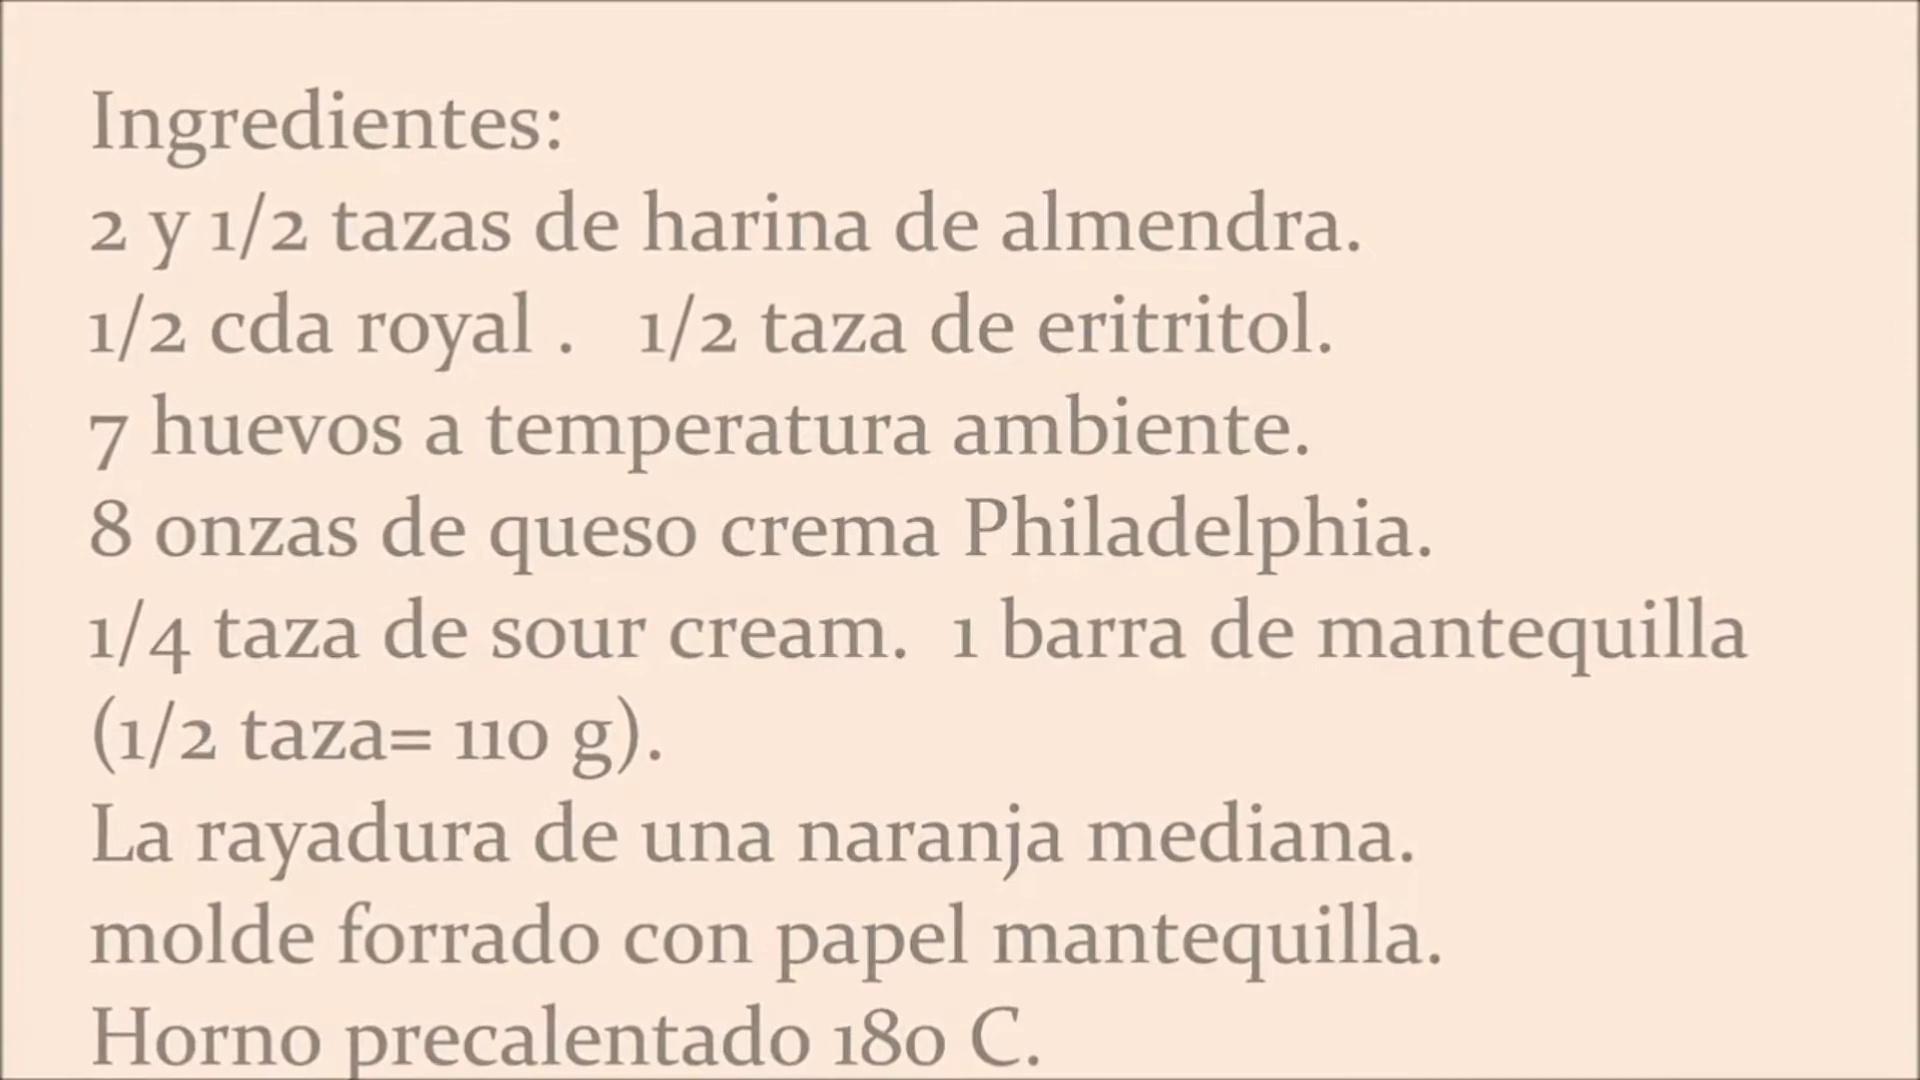 Ingredientes:
2 y 1/2 tazas de harina de almendra.
1/2 cda royal .   1/2 taza de eritritol.
7 huevos a temperatura ambiente.
8 onzas de queso crema Philadelphia.
1/4 taza de sour cream.  1 barra de mantequilla
(1/2 taza= 110 g).
La rayadura de una naranja mediana.
molde forrado con papel mantequilla.
Horno precalentado 180 C.